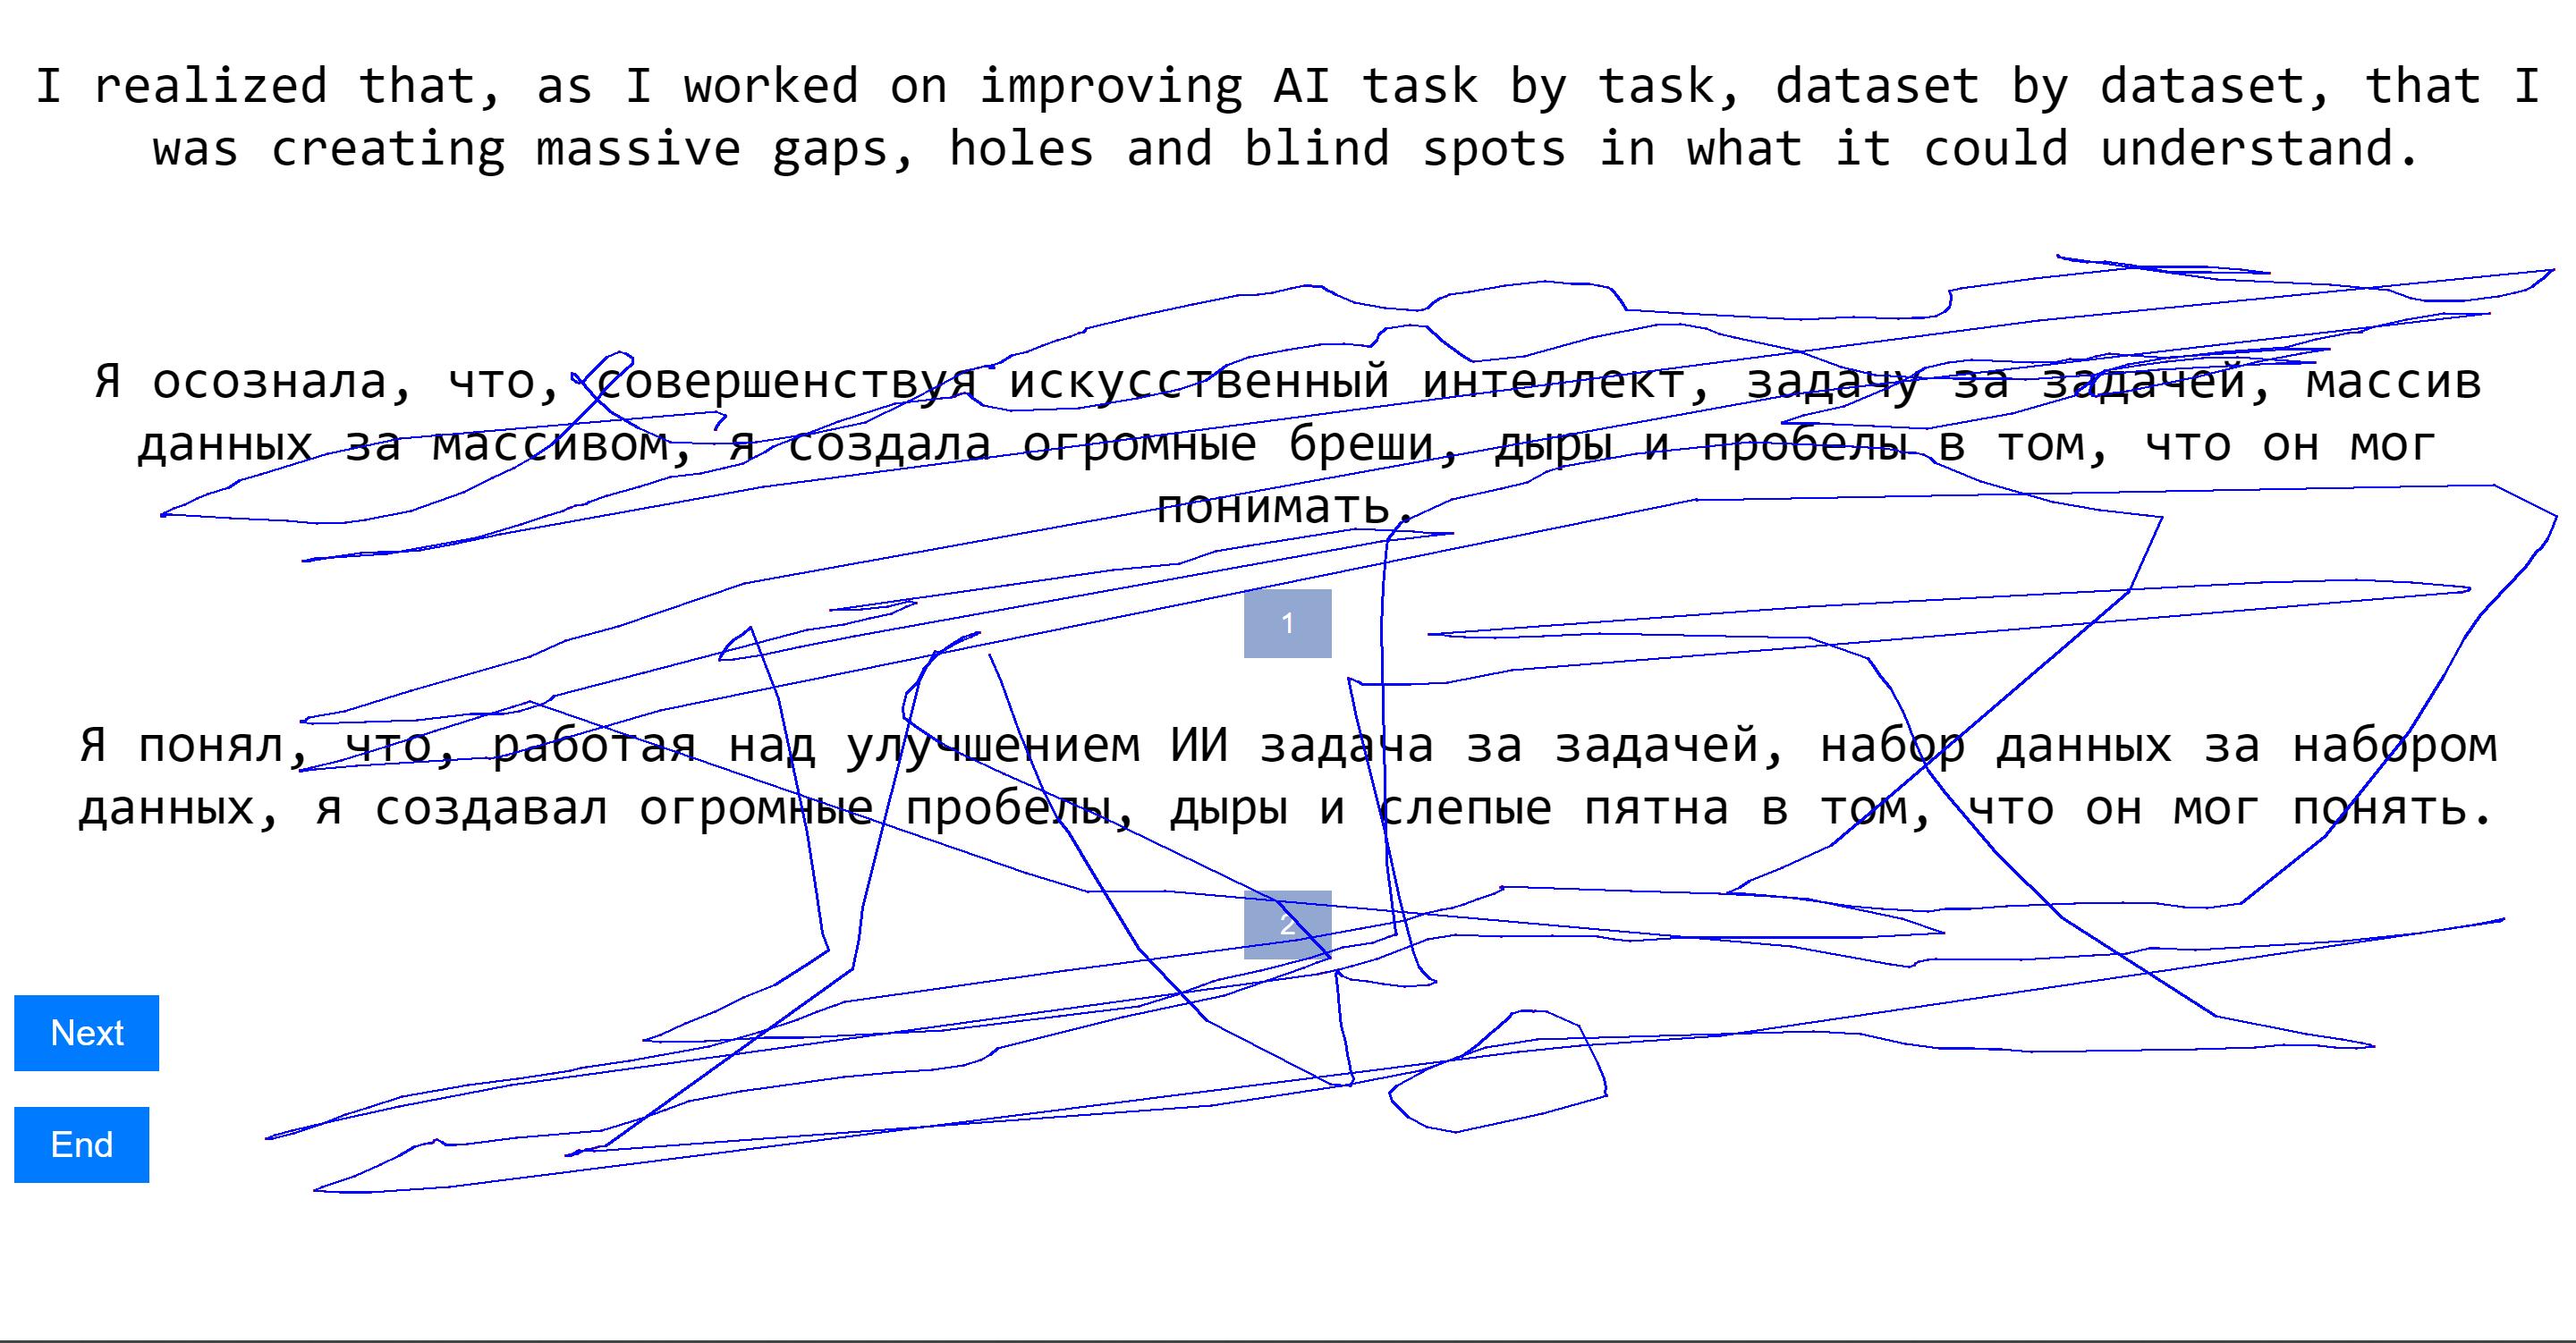 I realized that, as I worked on improving AI task by task, dataset by dataset, that I
was creating massive gaps, holes and blind spots in what it could understand.
Я осознала, что, совершенствуя искусственный интеллект, задачу за задачей, массив
данных за массивом, я создала огромные бреши, дыры и пробелы в том, что он мог
понимать.
1
Я понял, что, работая над улучшением ИИ задача за задачей, набор данных за набором
данных, я создавал огромные пробелы, дыры и слепые пятна в том, что он мог понять.
2
Next
End